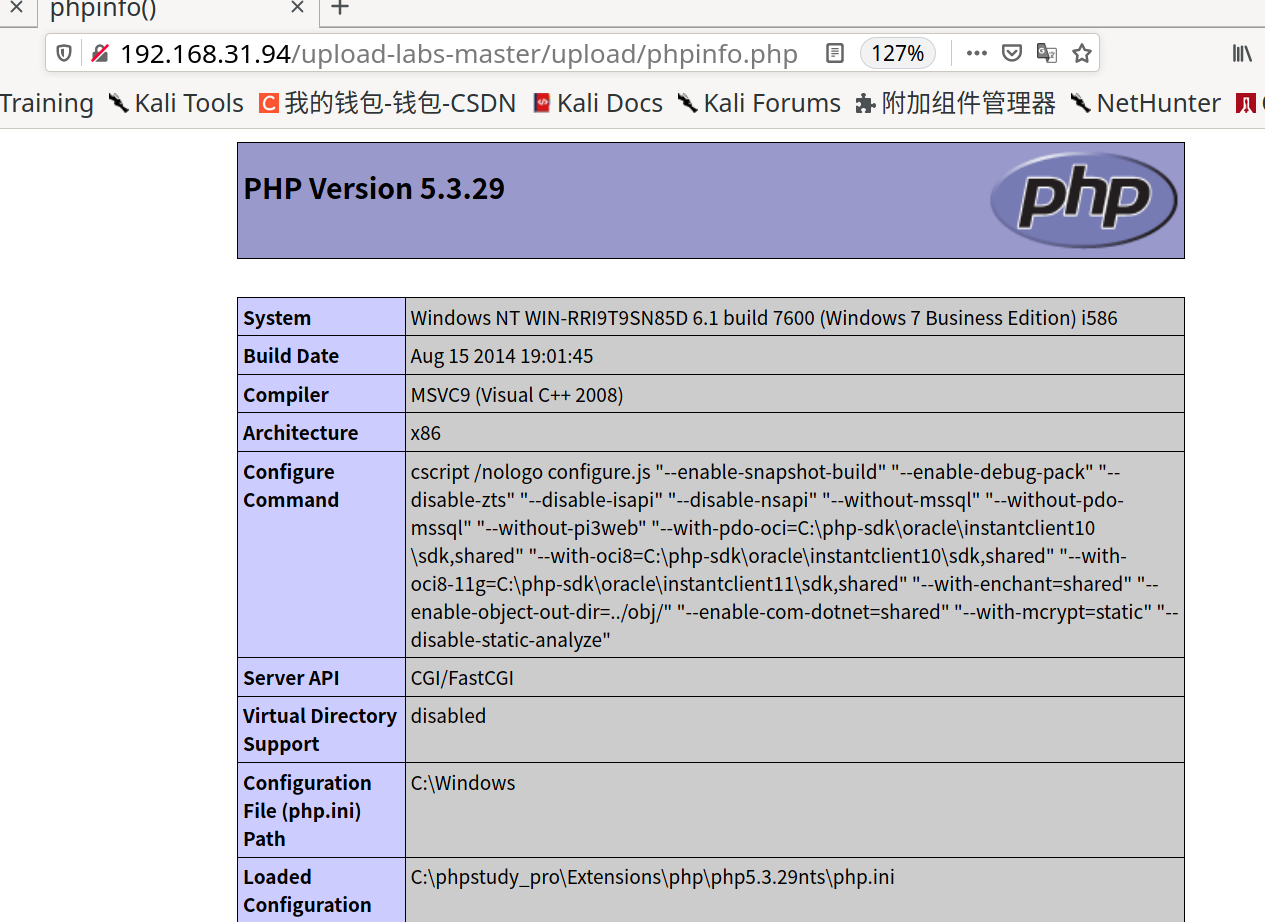 phpinfo()
192.168.31.94/upload-labs-master/upload/phpinfo.php 127%
Training Kali Tools 我的钱包-钱包-CSDN Kali Docs Kali Forums 附加组件管理器 NetHunter
PHP Version 5.3.29
php
System Windows NT WIN-RRI9T9SN85D 6.1 build 7600 (Windows 7 Business Edition) i586
Build Date Aug 15 2014 19:01:45
Compiler MSVC9 (Visual C++ 2008)
Architecture x86
Configure
Command
cscript /nologo configure.js "--enable-snapshot-build" "--enable-debug-pack" "--
disable-zts" "--disable-isapi" "--disable-nsapi" "--without-mssql" "--without-pdo-
mssql" "--without-pi3web" "--with-pdo-oci=C:\php-sdk\oracle\instantclient10
\sdk,shared" "--with-oci8=C:\php-sdk\oracle\instantclient10\sdk,shared" "--with-
oci8-11g=C:\php-sdk\oracle\instantclient11\sdk,shared" "--with-enchant=shared" "--
enable-object-out-dir=../obj/" "--enable-com-dotnet=shared" "--with-mcrypt=static" "--
disable-static-analyze"
Server API CGI/FastCGI
Virtual Directory
Support
disabled
Configuration
File (php.ini)
Path
C:\Windows
Loaded
Configuration
C:\phpstudy_pro\Extensions\php\php5.3.29nts\php.ini